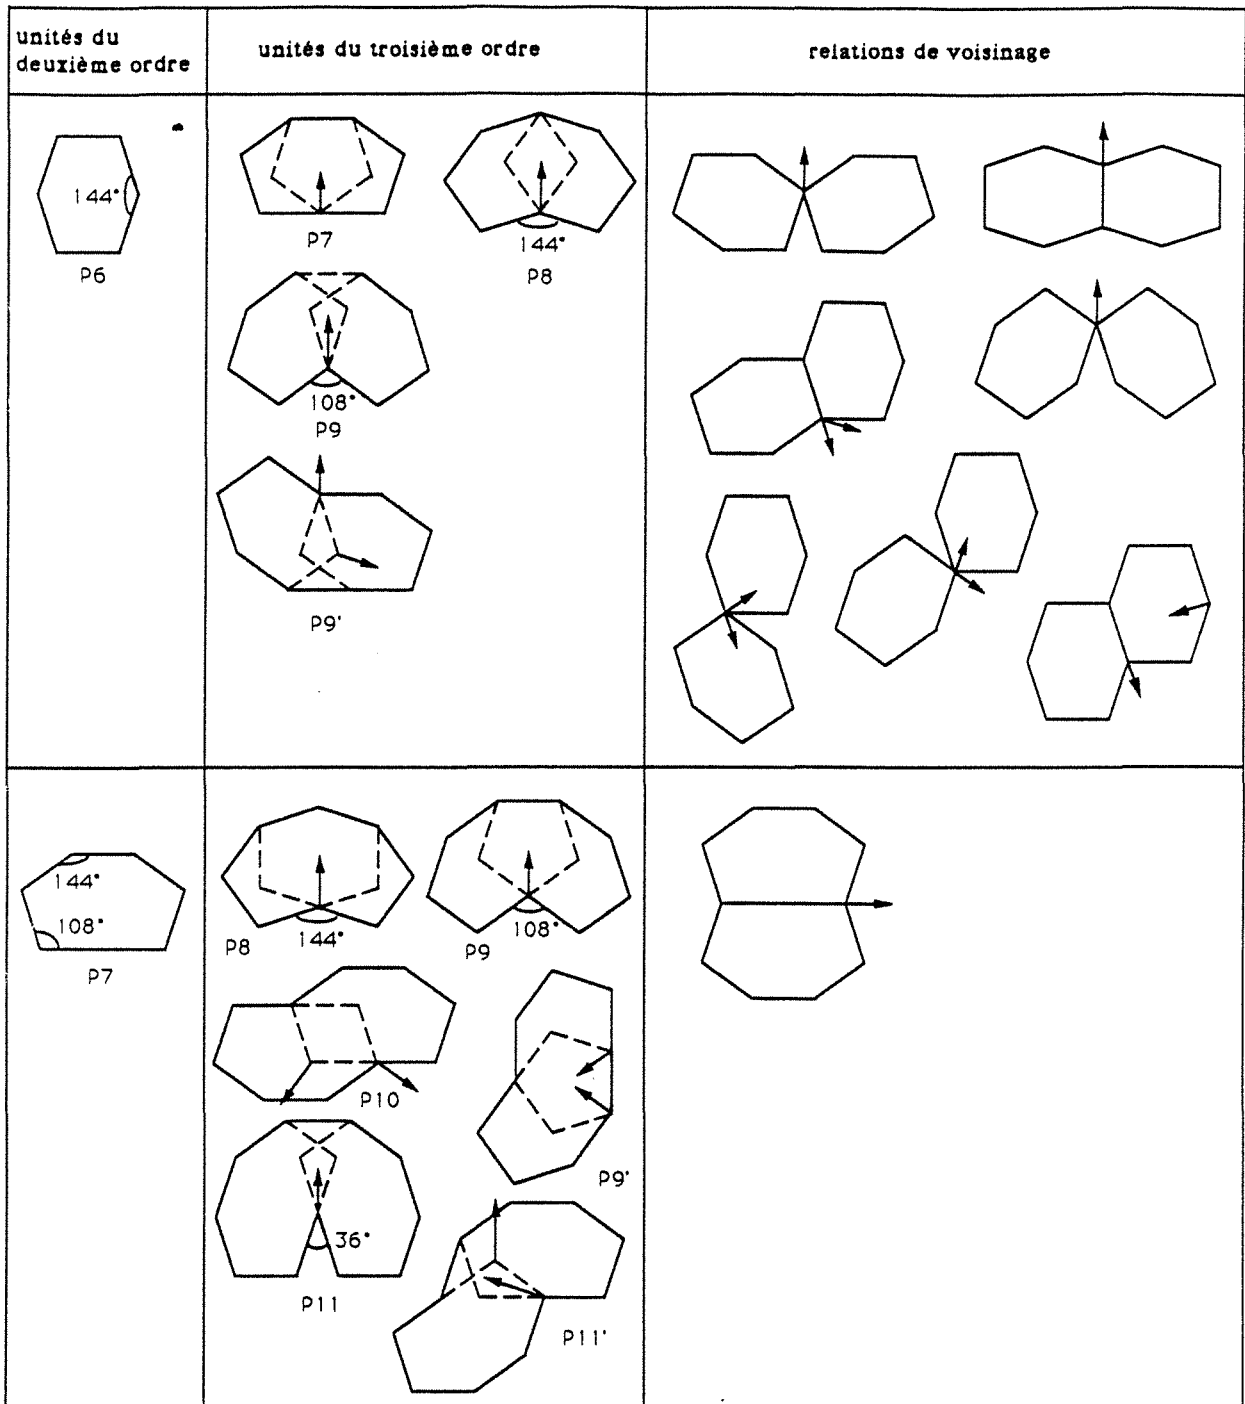 unités du
deuxième ordre
unités du troisième ordre
relations de voisinage
144°
P6
P7
144°
P8
108°
P9
P9'
144°
108°
P7
P8
144°
P9
108°
P10
P9'
36°
P11
P11'